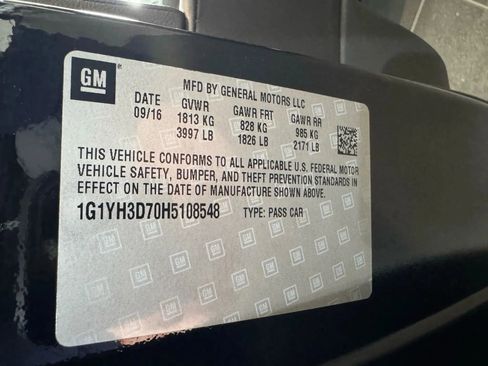 GM
MFD BY GENERAL MOTORS LLC
DATE GVWR GAWR FRT GAWR RR
09/16 1813 KG 828 KG 985 KG
3997 LB 1826 LB 2171 LB
THIS VEHICLE CONFORMS TO ALL APPLICABLE U.S. FEDERAL MOTOR
VEHICLE SAFETY, BUMPER, AND THEFT PREVENTION STANDARDS IN
EFFECT ON THE DATE OF MANUFACTURE SHOWN ABOVE.
1G1YH3D70H5108548 TYPE: PASS CAR